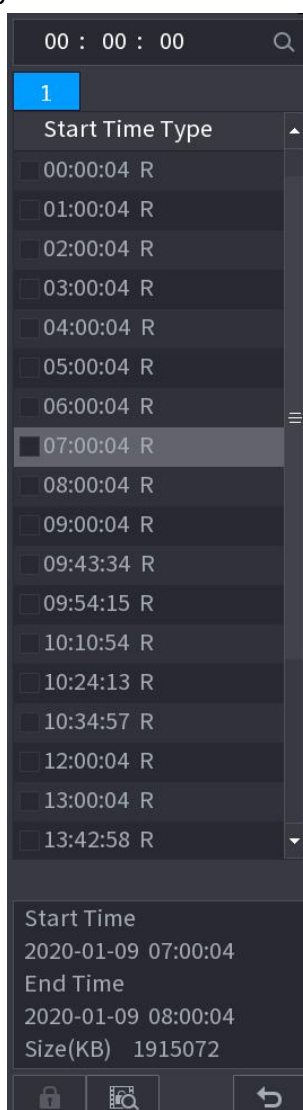 00 : 00 : 00
1
Start Time Type
00:00:04 R
01:00:04 R
02:00:04 R
03:00:04 R
04:00:04 R
05:00:04 R
06:00:04 R
07:00:04 R
08:00:04 R
09:00:04 R
09:43:34 R
09:54:15 R
10:10:54 R
10:24:13 R
10:34:57 R
12:00:04 R
13:00:04 R
13:42:58 R
Start Time
2020-01-09 07:00:04
End Time
2020-01-09 08:00:04
Size(KB) 1915072